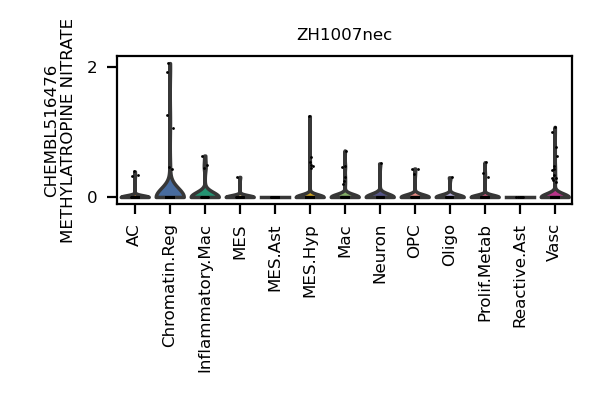 ZH1007nec
CHEMBL516476
METHYLATROPINE NITRATE
2
0
AC
Chromatin.Reg
Inflammatory.Mac
MES
MES.Ast
MES.Hyp
Mac
Neuron
OPC
Oligo
Prolif.Metab
Reactive.Ast
Vasc